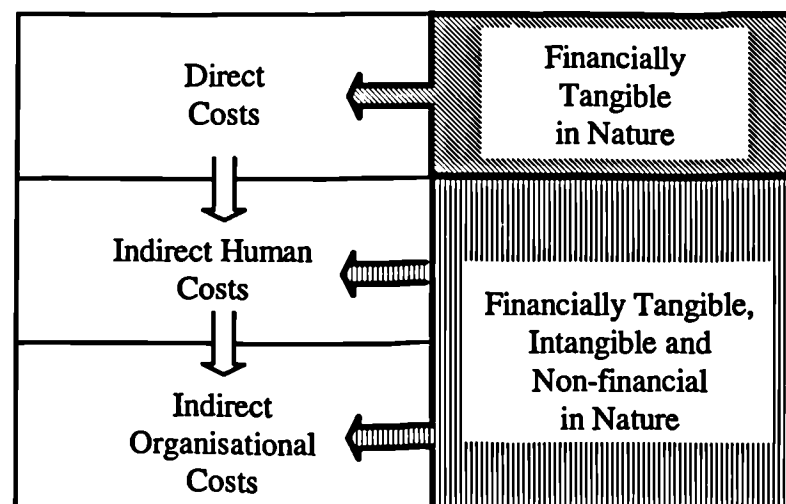 Direct
Costs
Financially
Tangible
in Nature
Indirect Human
Costs
Indirect
Organisational
Costs
Financially Tangible,
Intangible and
Non-financial
in Nature